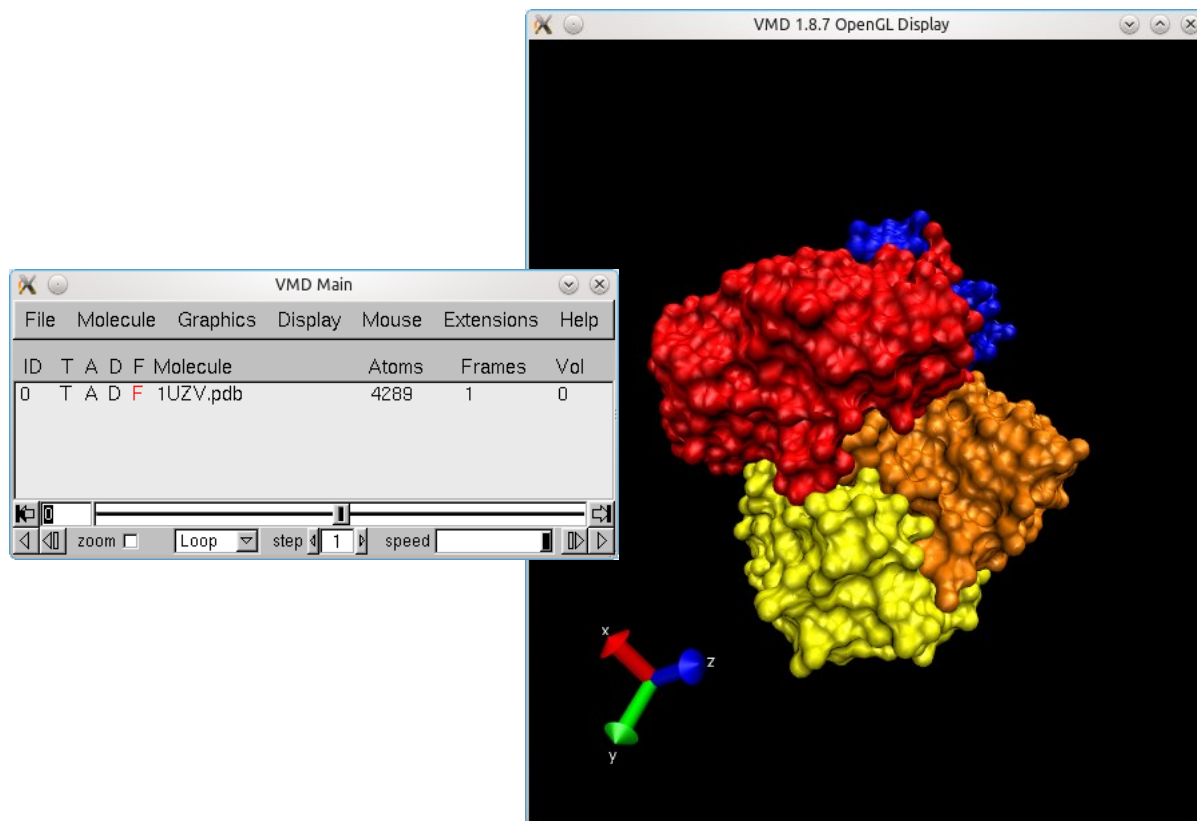 VMD 1.8.7 OpenGL Display
VMD Main
File Molecule Graphics Display Mouse Extensions Help
ID T A D F Molecule Atoms Frames Vol
0 T A D F 1UZV.pdb 4289 1 0
0
zoom Loop step 1 speed
x
z
y